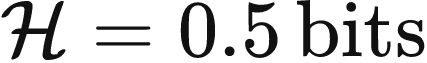 ℋ = 0.5 bits